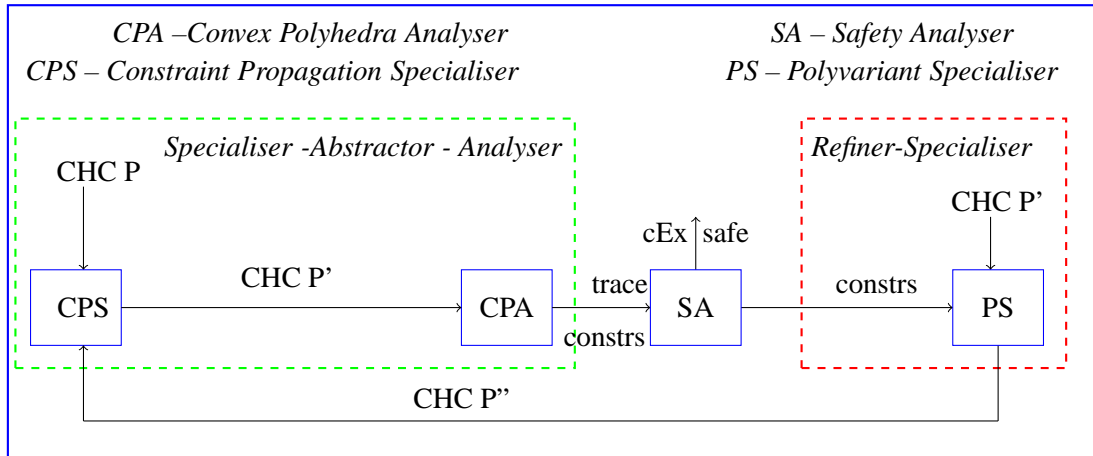 CPA –Convex Polyhedra Analyser
SA – Safety Analyser
CPS – Constraint Propagation Specialiser
PS – Polyvariant Specialiser
Specialiser -Abstractor - Analyser
Refiner-Specialiser
CHC P
CHC P'
cEx safe
CHC P'
trace
constrs
CPS
CPA
SA
PS
constrs
CHC P''